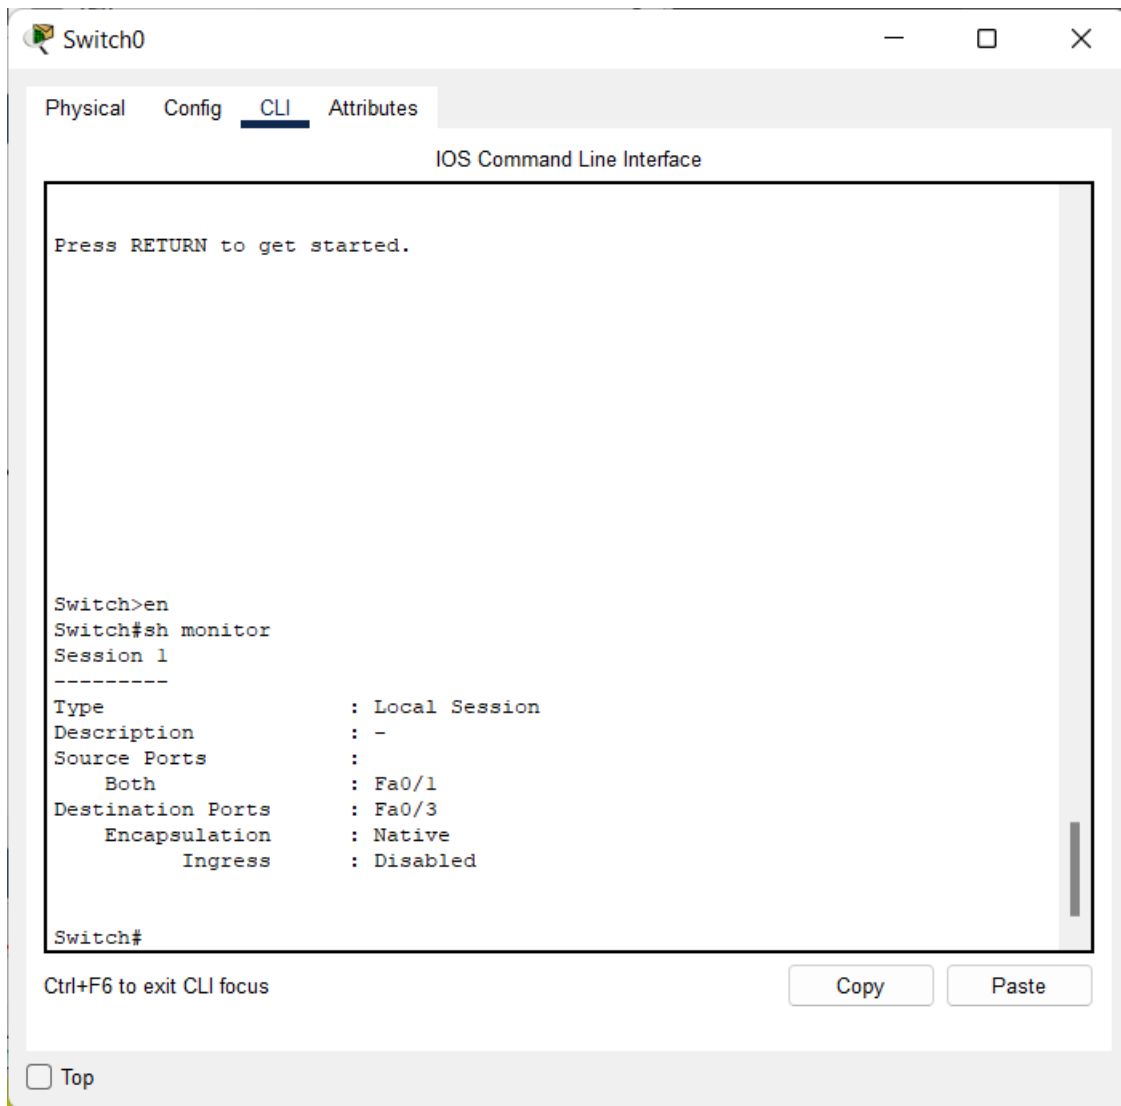 Switch0
Physical Config CLI Attributes
IOS Command Line Interface
Press RETURN to get started.
Switch>en
Switch#sh monitor
Session 1
---------
Type : Local Session
Description : -
Source Ports :
Both : Fa0/1
Destination Ports : Fa0/3
Encapsulation : Native
Ingress : Disabled
Switch#
Ctrl+F6 to exit CLI focus
Copy Paste
Top